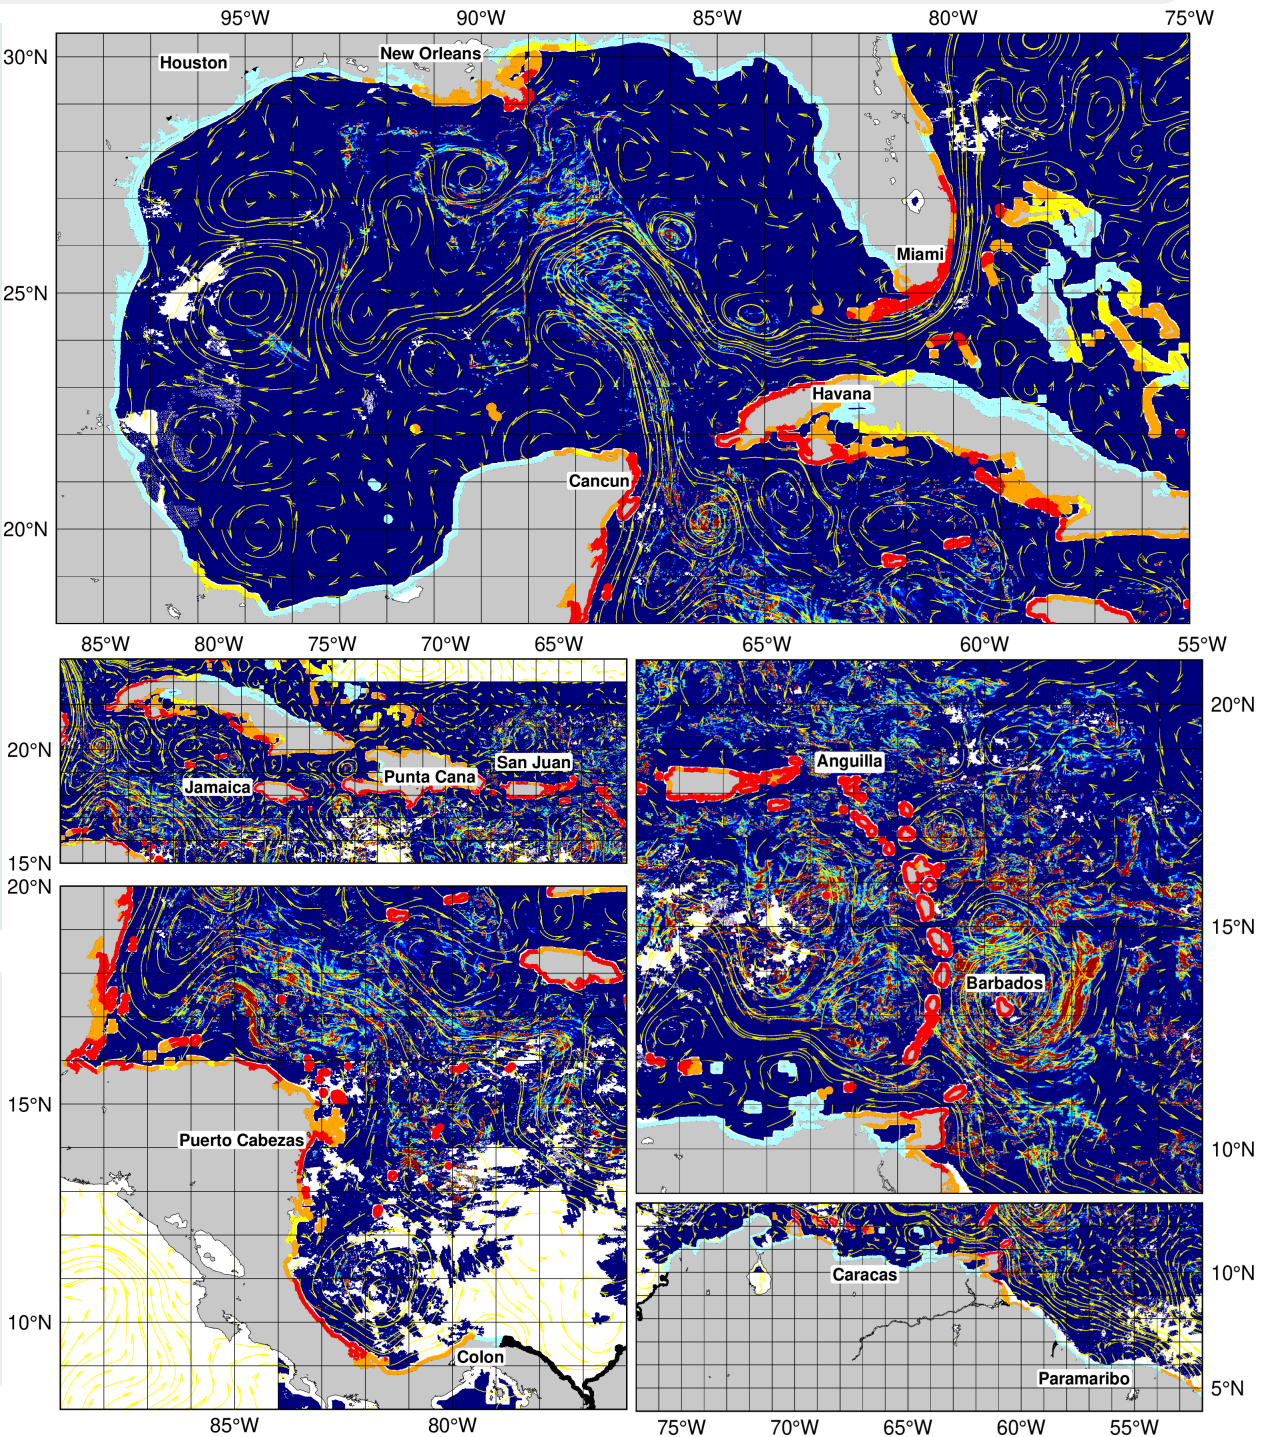 95°W 90°W 85°W 80°W 75°W
30°N
New Orleans
Houston
Miami
25°N
Havana
Cancun
20°N
85°W 80°W 75°W 70°W 65°W
65°W 60°W 55°W
20°N
20°N
San Juan
Anguilla
Punta Cana
Jamaica
15°N
20°N
15°N
Barbados
15°N
Puerto Cabezas
10°N
Caracas
10°N
10°N
Colon
Paramaribo
5°N
85°W 80°W
75°W 70°W 65°W 60°W 55°W